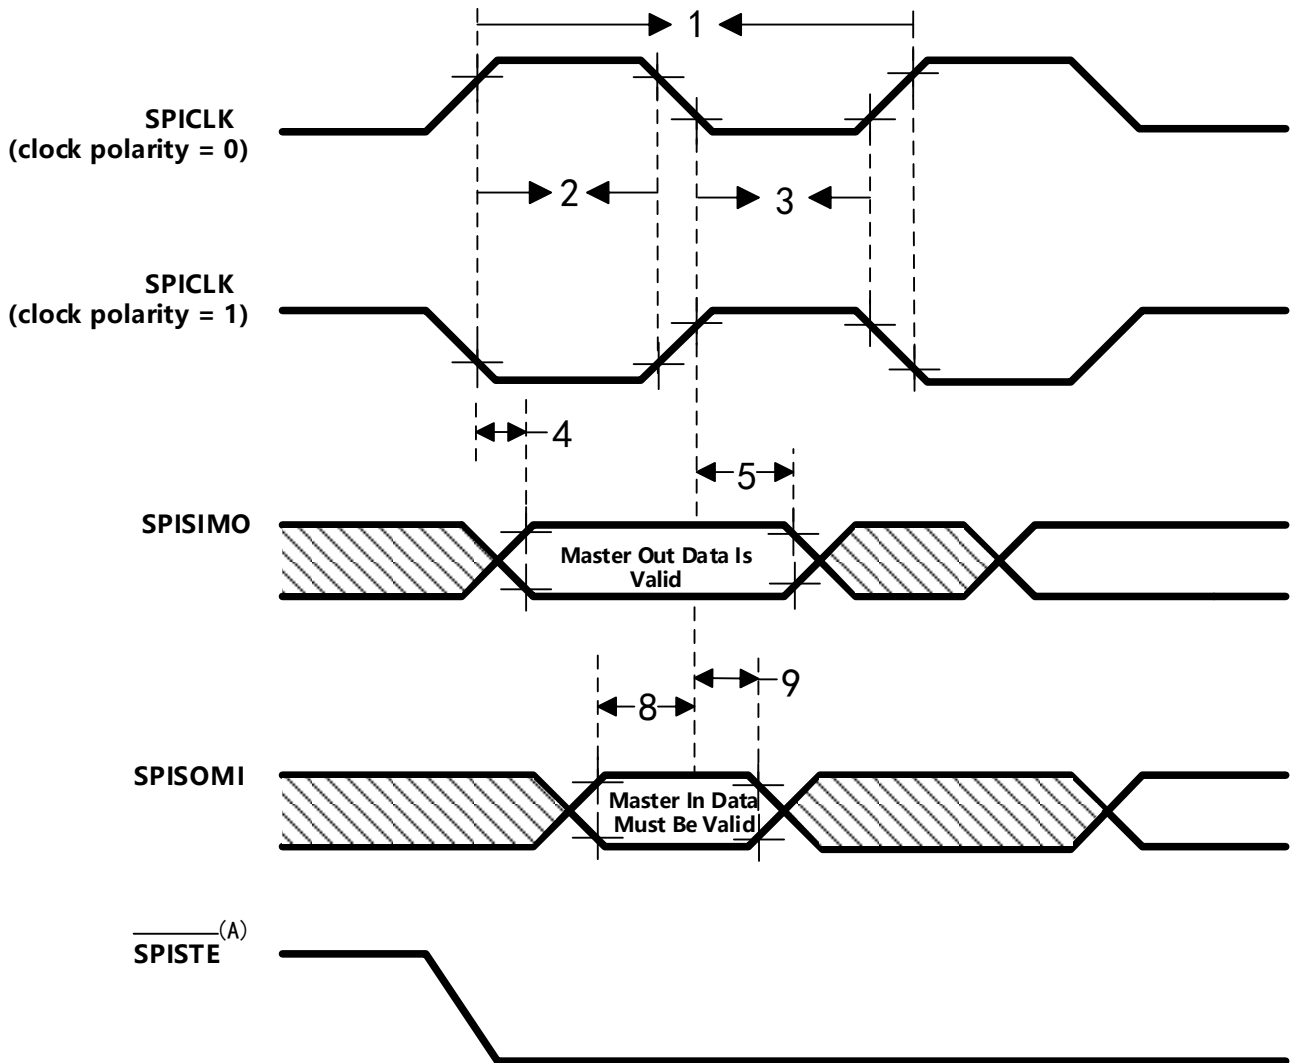 1
SPICLK
(clock polarity = 0)
2
3
SPICLK
(clock polarity = 1)
4
5
SPISIMO
Master Out Data Is
Valid
9
8
SPISOMI
Master In Data
Must Be Valid
SPISTE(A)